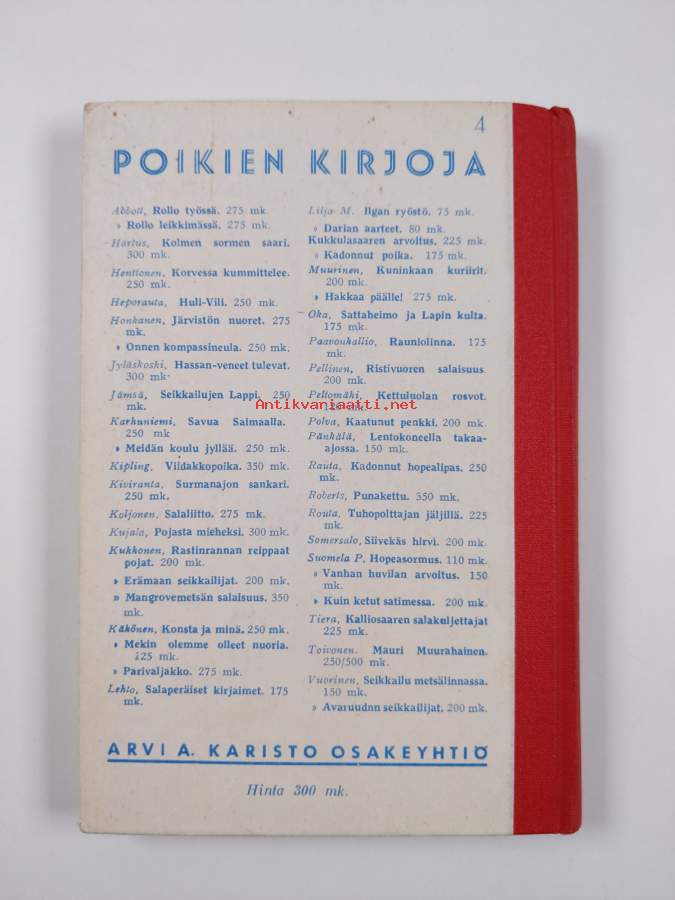 4
POIKIEN KIRJOJA
Abbott, Rollo työssä. 275 mk.
» Rollo leikkimässä. 275 mk.
Hartus, Kolmen sormen saari.
300 mk.
Henttonen, Korvessa kummittelee.
250 mk.
Heporauta, Huli-Vili. 250 mk.
Honkanen, Järvistön nuoret. 275
mk.
» Onnen kompassineula. 250 mk.
Jyläskoski, Hassan-veneet tulevat.
300 mk.
Jämsä, Seikkailujen Lappi. 250
mk.
Karhuniemi, Savua Saimaalla.
250 mk
» Meidän koulu jyllää. 250 mk.
Kipling, Viidakkopoika. 350 mk.
Kiviranta, Surmanajon sankari.
250 mk.
Koljonen, Salaliitto. 275 mk.
Kujala, Pojasta mieheksi. 300 mk.
Kukkonen, Rastinrannan reippaat
pojat. 200 mk.
» Erämaan seikkailijat. 200 mk.
» Mangrovemetsän salaisuus. 350
mk.
Käkönen, Konsta ja minä. 250 mk.
» Mekin olemme olleet nuoria.
125 mk.
» Parivaljakko. 275 mk.
Lehto, Salaperäiset kirjaimet. 175
mk.
Lilja M. Ilgan ryöstö. 75 mk.
» Darian aarteet. 80 mk.
Kukkulasaaren arvoitus. 225 mk.
» Kadonnut poika. 175 mk.
Muurinen, Kuninkaan kuriirit.
200 mk.
» Hakkaa päälle! 275 mk.
Oka, Sattaheimo ja Lapin kulta.
175 mk.
Paavonkallio, Rauniolinna. 175
mk.
Pellinen, Ristivuoren salaisuus.
200 mk.
Peltomäki, Kettuluolan rosvot.
mk.
Polva, Kaatunut penkki. 200 mk.
Pänkälä, Lentokoneella takaa-
ajossa. 150 mk.
Rauta, Kadonnut hopealipas. 250
mk.
Roberts, Punakettu. 350 mk.
Routa, Tuhopolttajan jäljillä. 225
mk.
Somersalo, Siivekäs hirvi. 200 mk.
Suomela P, Hopeasormus. 110 mk.
» Vanhan huvilan arvoitus. 150
mk.
» Kuin ketut satimessa. 200 mk.
Tiera, Kalliosaaren salakuljettajat
225 mk.
Toivonen. Mauri Muurahainen.
250/500 mk.
Vuorinen, Seikkailu metsälinnassa.
150 mk.
» Avaruudnn seikkailijat. 200 mk.
Antikvariaatti.net
ARVI A. KARISTO OSAKEYHTIÖ
Hinta 300 mk.